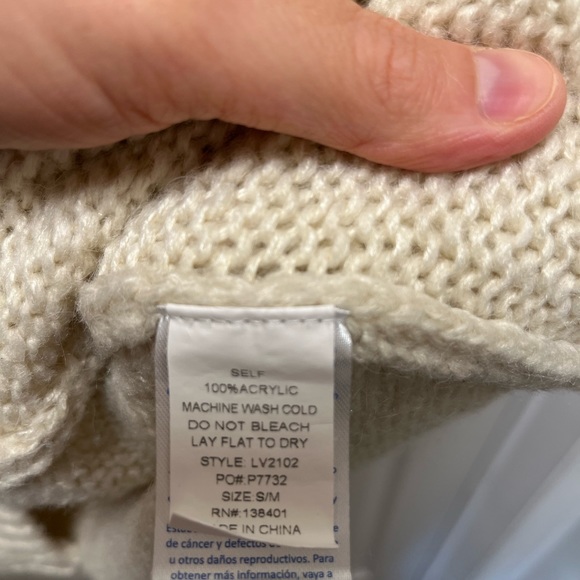 SELF
100%ACRYLIC
MACHINE WASH COLD
DO NOT BLEACH
LAY FLAT TO DRY
STYLE: LV2102
PO#:P7732
SIZE:S/M
RN#:138401
DE IN CHINA
de cáncer y defectos
u otros daños reproductivos. Para
obtener más información, vaya a